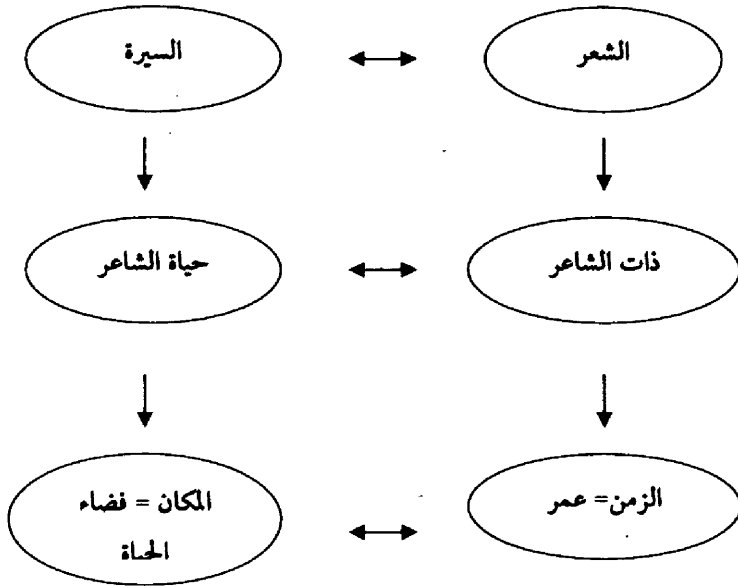 الشعر
السيرة
ذات الشاعر
حياة الشاعر
الزمن= عمر
المكان = فضاء
الحياة